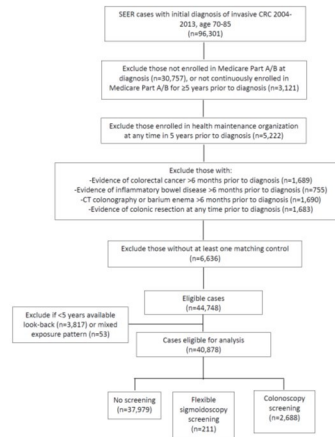 SEER cases with initial diagnosis of Invasive CRC 2004-
2013, age 70-85
(n=96,301)
Exclude those not enrolled in Medicare Part A/B at
diagnosis (n=30,757), or not continuously enrolled in
Medicare Part A/B for ≥5 years prior to diagnosis (n=3,121)
Exclude those enrolled in health maintenance organization
at any time in 5 years prior to diagnosis (n=5,222)
Exclude those with:
-Evidence of colorectal cancer >6 months prior to diagnosis (n=1,689)
-Evidence of inflammatory bowel disease >6 months prior to diagnosis (n=755)
-CT colonography or barium enema >6 months prior to diagnosis (n=1,690)
-Evidence of colonic resection at any time prior to diagnosis (n=1,683)
Exclude those without at least one matching control
(n=6,636)
Eligible cases
(n=44,748)
Exclude if <5 years available
look-back (n=3,817) or mixed
exposure pattern (n=53)
Cases eligible for analysis
(n=40,878)
No screening
(n=37,979)
Flexible
sigmoidoscopy
screening
(n=211)
Colonoscopy
screening
(n=2,688)